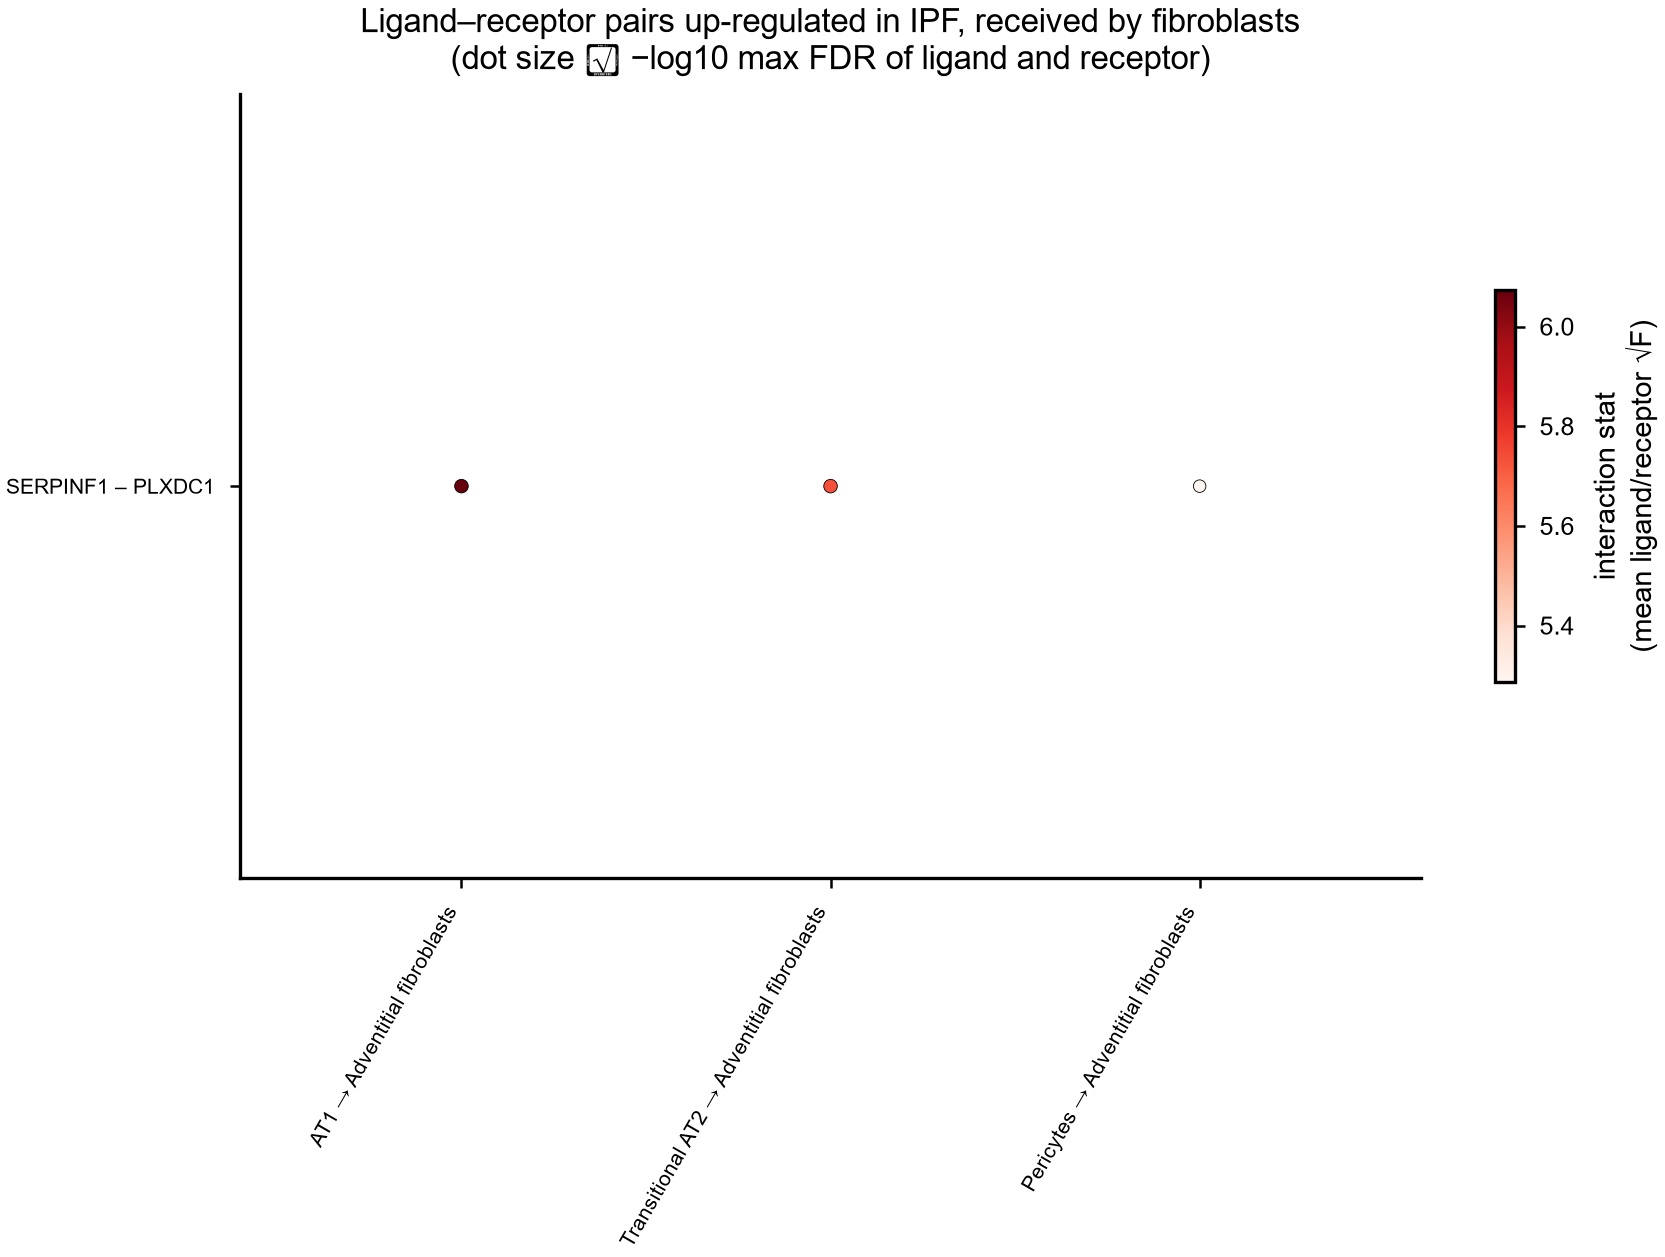 Ligand–receptor pairs up-regulated in IPF, received by fibroblasts
(dot size √ −log10 max FDR of ligand and receptor)
SERPINF1 – PLXDC1
AT1 → Adventitial fibroblasts
Transitional AT2 → Adventitial fibroblasts
Pericytes → Adventitial fibroblasts
6.0
5.8
5.6
5.4
interaction stat
(mean ligand/receptor √F)